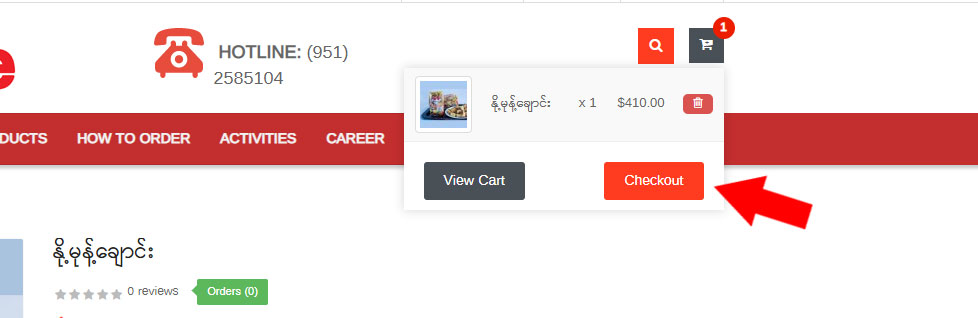 1
HOTLINE: (951)
2585104
နို့မုန့်ချောင်း x 1 $410.00
HOW TO ORDER ACTIVITIES CAREER
View Cart Checkout
နို့မုန့်ချောင်း
0 reviews Orders (0)